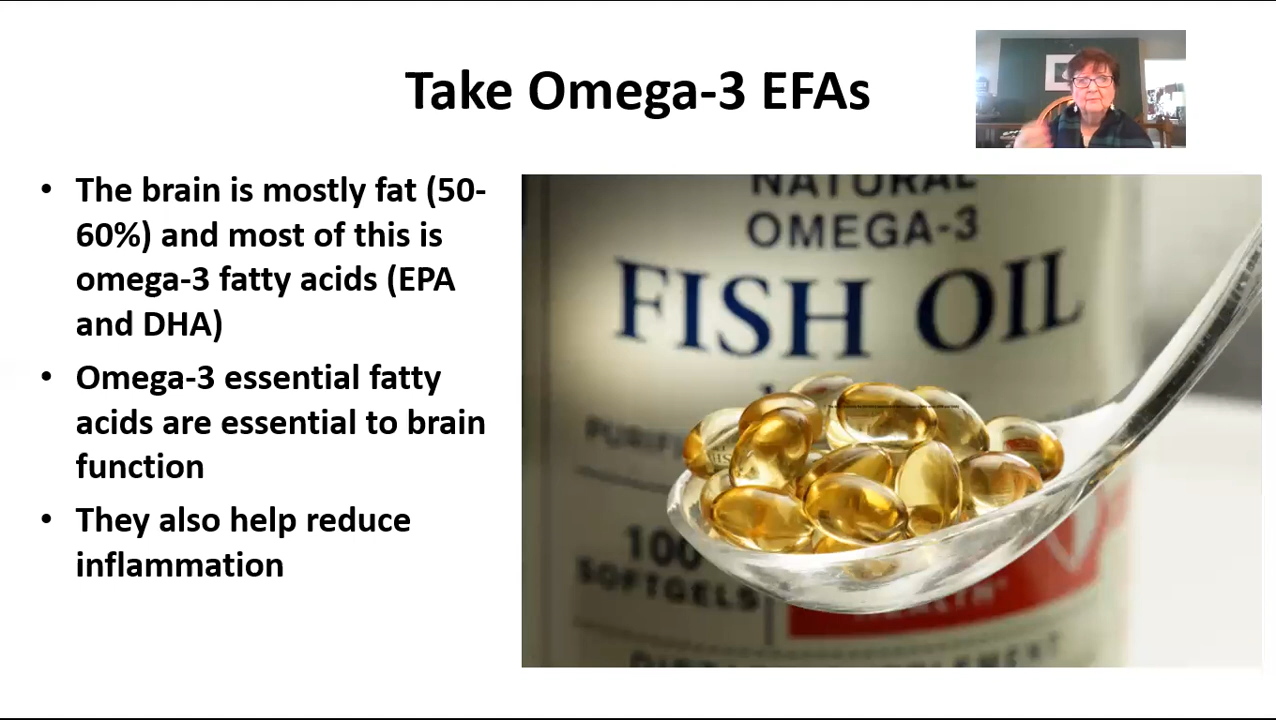 Take Omega-3 EFAs
• The brain is mostly fat (50-
60%) and most of this is
omega-3 fatty acids (EPA
and DHA)
• Omega-3 essential fatty
acids are essential to brain
function
• They also help reduce
inflammation
NATURAL
OMEGA-3
FISH OIL
100
SOFTGELS